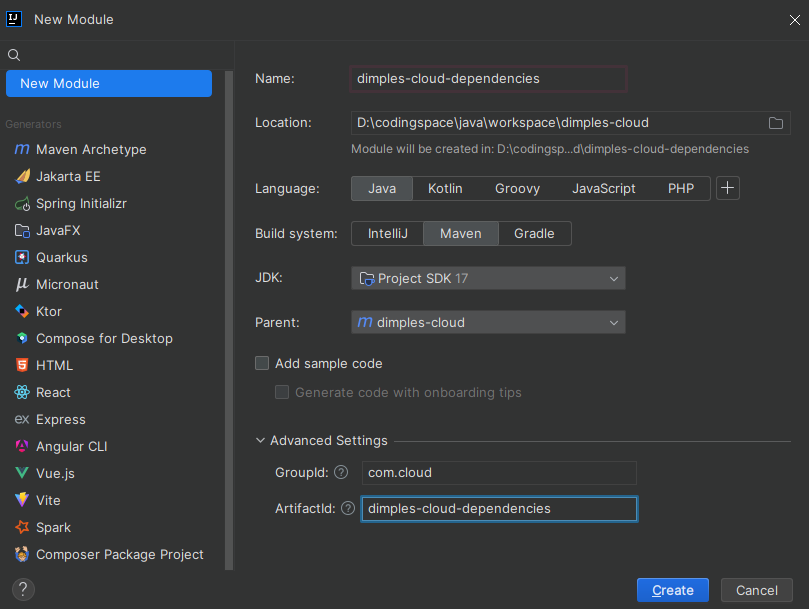 New Module
New Module
Generators
Maven Archetype
Jakarta EE
Spring Initializr
JavaFX
Quarkus
Micronaut
Ktor
Compose for Desktop
HTML
React
Express
Angular CLI
Vue.js
Vite
Spark
Composer Package Project
Name: dimples-cloud-dependencies
Location: D:\codingspace\java\workspace\dimples-cloud
Module will be created in: D:\codingsp...d\dimples-cloud-dependencies
Language: Java Kotlin Groovy JavaScript PHP
Build system: IntelliJ Maven Gradle
JDK: Project SDK 17
Parent: dimples-cloud
Add sample code
Generate code with onboarding tips
Advanced Settings
GroupId: com.cloud
ArtifactId: dimples-cloud-dependencies
Create Cancel